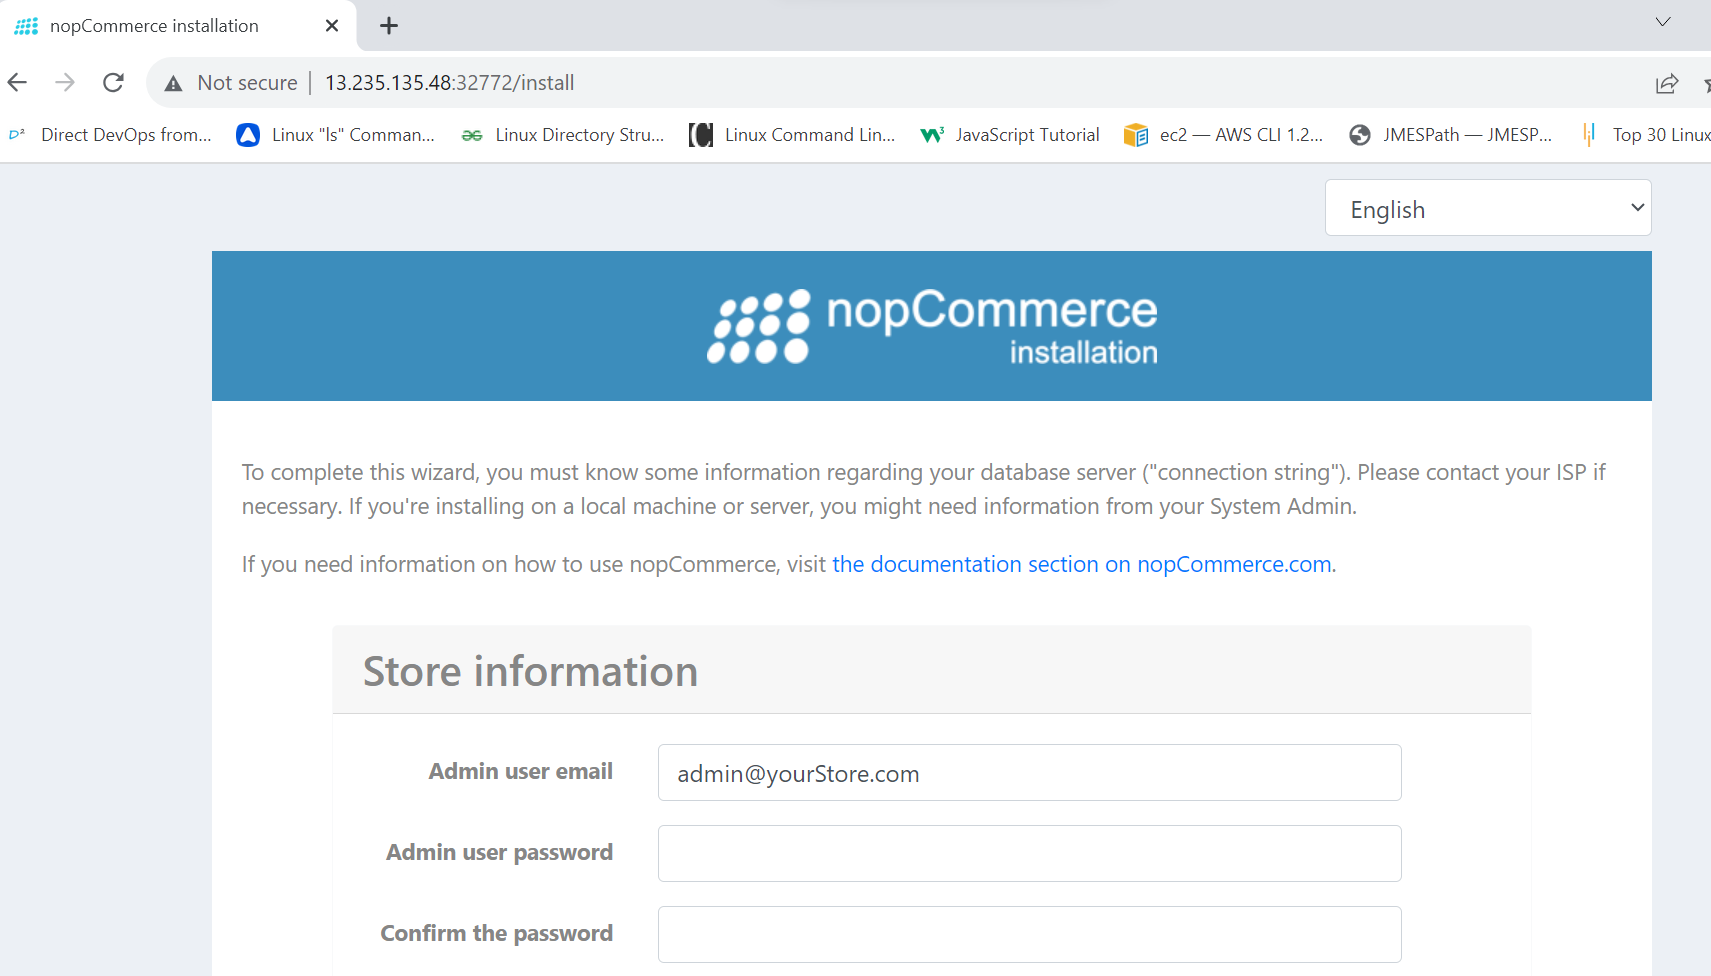 nopCommerce installation
Not secure | 13.235.135.48:32772/install
Direct DevOps from... Linux "ls" Comman... Linux Directory Stru... Linux Command Lin... JavaScript Tutorial ec2 — AWS CLI 1.2... JMESPath — JMESP... Top 30 Linux
English
nopCommerce
installation
To complete this wizard, you must know some information regarding your database server ("connection string"). Please contact your ISP if
necessary. If you're installing on a local machine or server, you might need information from your System Admin.
If you need information on how to use nopCommerce, visit the documentation section on nopCommerce.com.
Store information
Admin user email admin@yourStore.com
Admin user password
Confirm the password